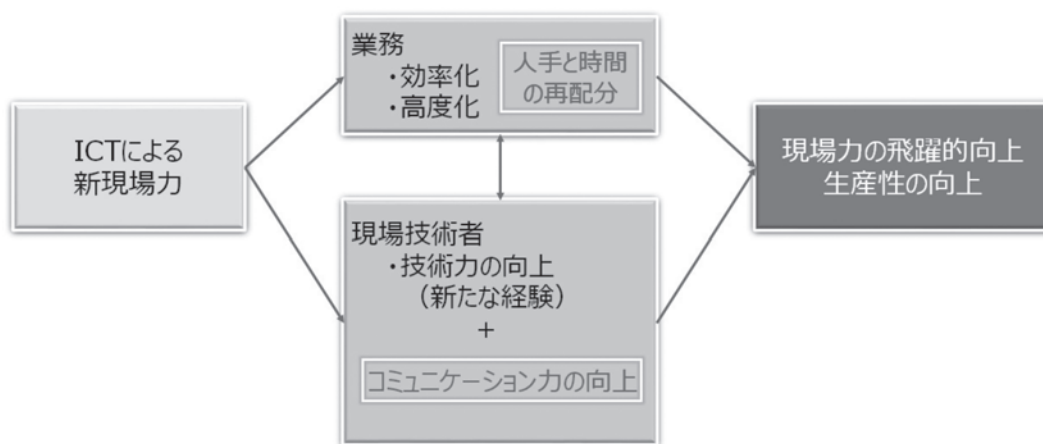 ICTによる
新現場力
業務
・効率化
・高度化
人手と時間
の再配分
現場技術者
・技術力の向上
（新たな経験）
+
コミュニケーション力の向上
現場力の飛躍的向上
生産性の向上